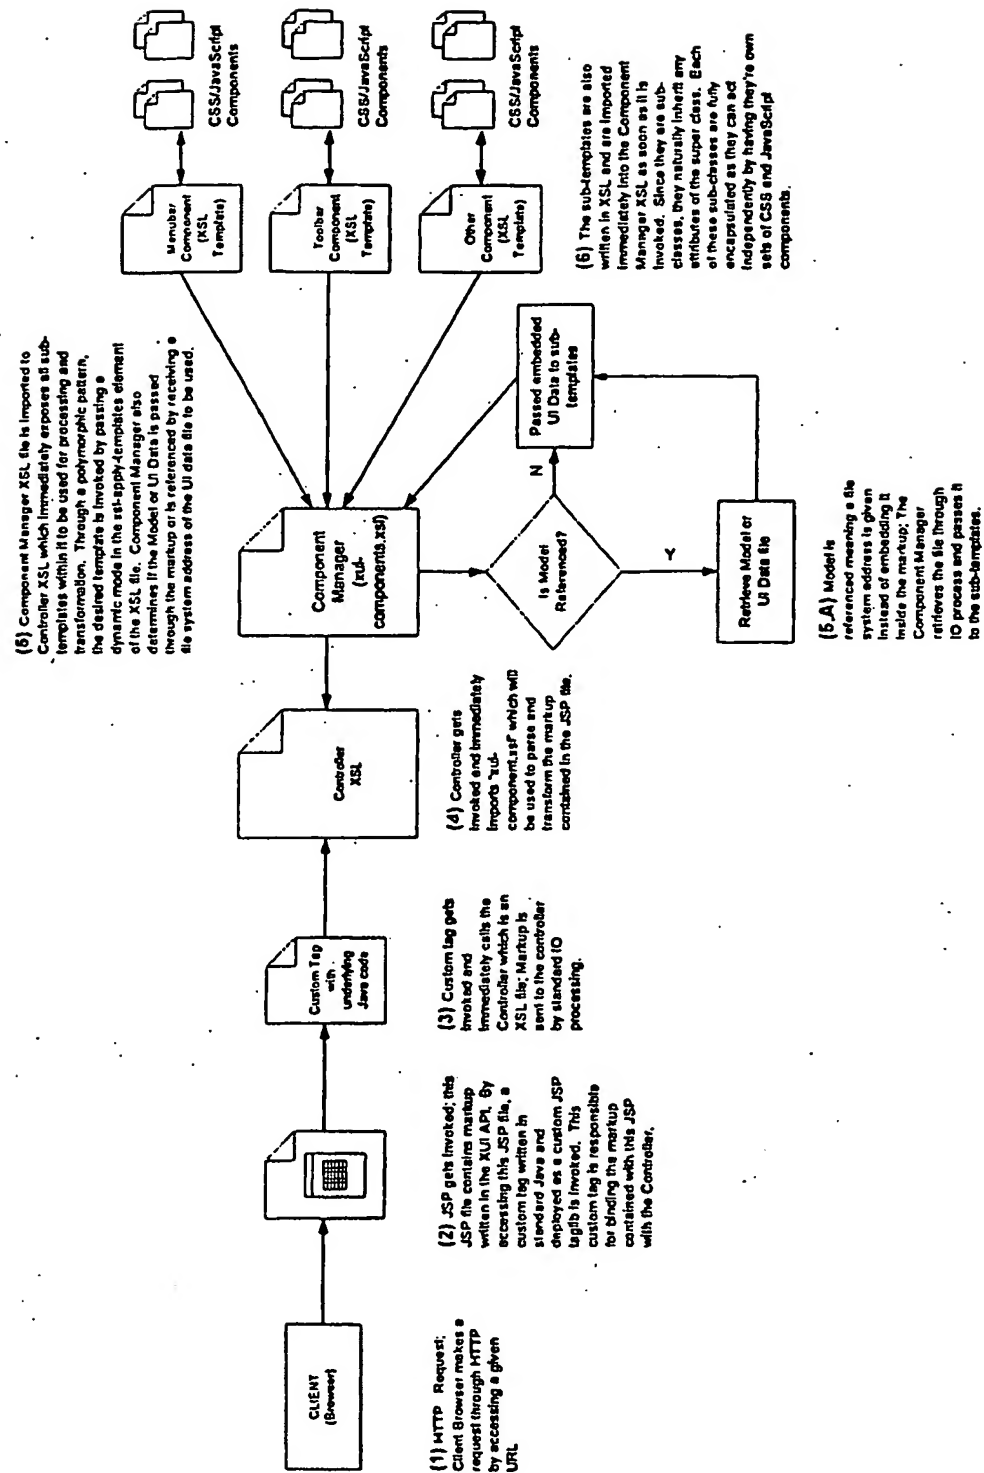 CLIENT
(Browser)
(1) HTTP Request;
Client Browser makes a
request through HTTP
by accessing a given
URL
(2) JSP gets invoked; this
JSP file contains markup
written in the XUI API. By
accessing this JSP file, a
custom tag written in
standard Java and
deployed as a custom JSP
taglib is invoked. This
custom tag is responsible
for binding the markup
contained with this JSP
with the Controller.
Custom Tag
with
underlying
Java code
(3) Custom tag gets
invoked and
immediately calls the
Controller which is an
XSL file; Markup is
sent to the controller
by standard IO
processing.
Controller
XSL
(4) Controller gets
invoked and immediately
imports "xul-
component.xsl" which will
be used to parse and
transform the markup
contained in the JSP file.
(5) Component Manager XSL file is imported to
Controller XSL which immediately exposes all sub-
templates within it to be used for processing and
transformation. Through a polymorphic pattern,
the desired template is invoked by passing a
dynamic mode in the xsl-apply-templates element
of the XSL file. Component Manager also
determines if the Model or UI Data is passed
through the markup or is referenced by receiving a
file system address of the UI data file to be used.
Component
Manager
(xul-
components.xsl)
Is Model
Referenced?
N
Y
Passed embedded
UI Data to sub-
templates
Retrieve Model or
UI Data file
(5.A) Model is
referenced meaning a file
system address is given
instead of embedding it
inside the markup; The
Component Manager
retrieves the file through
IO process and passes it
to the sub-templates.
Menubar
Component
(XSL
Template)
CSS/JavaScript
Components
Toolbar
Component
(XSL
Template)
CSS/JavaScript
Components
Other
Component
(XSL
Template)
CSS/JavaScript
Components
(6) The sub-templates are also
written in XSL and are imported
immediately into the Component
Manager XSL as soon as it is
invoked. Since they are sub-
classes, they naturally inherit any
attributes of the super class. Each
of these sub-classes are fully
encapsulated as they can act
independently by having they're own
sets of CSS and JavaScript
components.